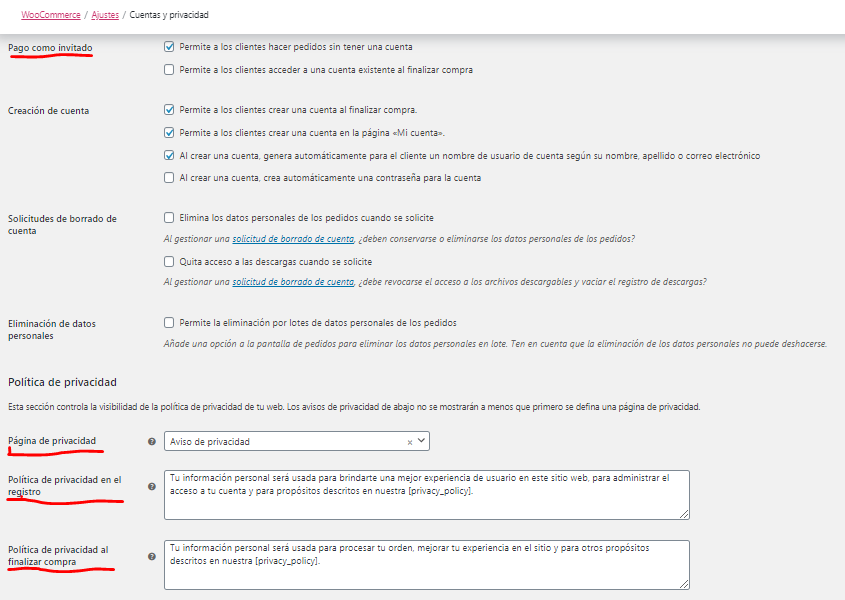 WooCommerce / Ajustes / Cuentas y privacidad
Pago como invitado
Permite a los clientes hacer pedidos sin tener una cuenta
Permite a los clientes acceder a una cuenta existente al finalizar compra
Creación de cuenta
Permite a los clientes crear una cuenta al finalizar compra.
Permite a los clientes crear una cuenta en la página «Mi cuenta».
Al crear una cuenta, genera automáticamente para el cliente un nombre de usuario de cuenta según su nombre, apellido o correo electrónico
Al crear una cuenta, crea automáticamente una contraseña para la cuenta
Solicitudes de borrado de
cuenta
Elimina los datos personales de los pedidos cuando se solicite
Al gestionar una solicitud de borrado de cuenta, ¿deben conservarse o eliminarse los datos personales de los pedidos?
Quita acceso a las descargas cuando se solicite
Al gestionar una solicitud de borrado de cuenta, ¿debe revocarse el acceso a los archivos descargables y vaciar el registro de descargas?
Eliminación de datos
personales
Permite la eliminación por lotes de datos personales de los pedidos
Añade una opción a la pantalla de pedidos para eliminar los datos personales en lote. Ten en cuenta que la eliminación de los datos personales no puede deshacerse.
Política de privacidad
Esta sección controla la visibilidad de la política de privacidad de tu web. Los avisos de privacidad de abajo no se mostrarán a menos que primero se defina una página de privacidad.
Página de privacidad
Aviso de privacidad
Política de privacidad en el
registro
Tu información personal será usada para brindarte una mejor experiencia de usuario en este sitio web, para administrar el
acceso a tu cuenta y para propósitos descritos en nuestra [privacy_policy].
Política de privacidad al
finalizar compra
Tu información personal será usada para procesar tu orden, mejorar tu experiencia en el sitio y para otros propósitos
descritos en nuestra [privacy_policy].